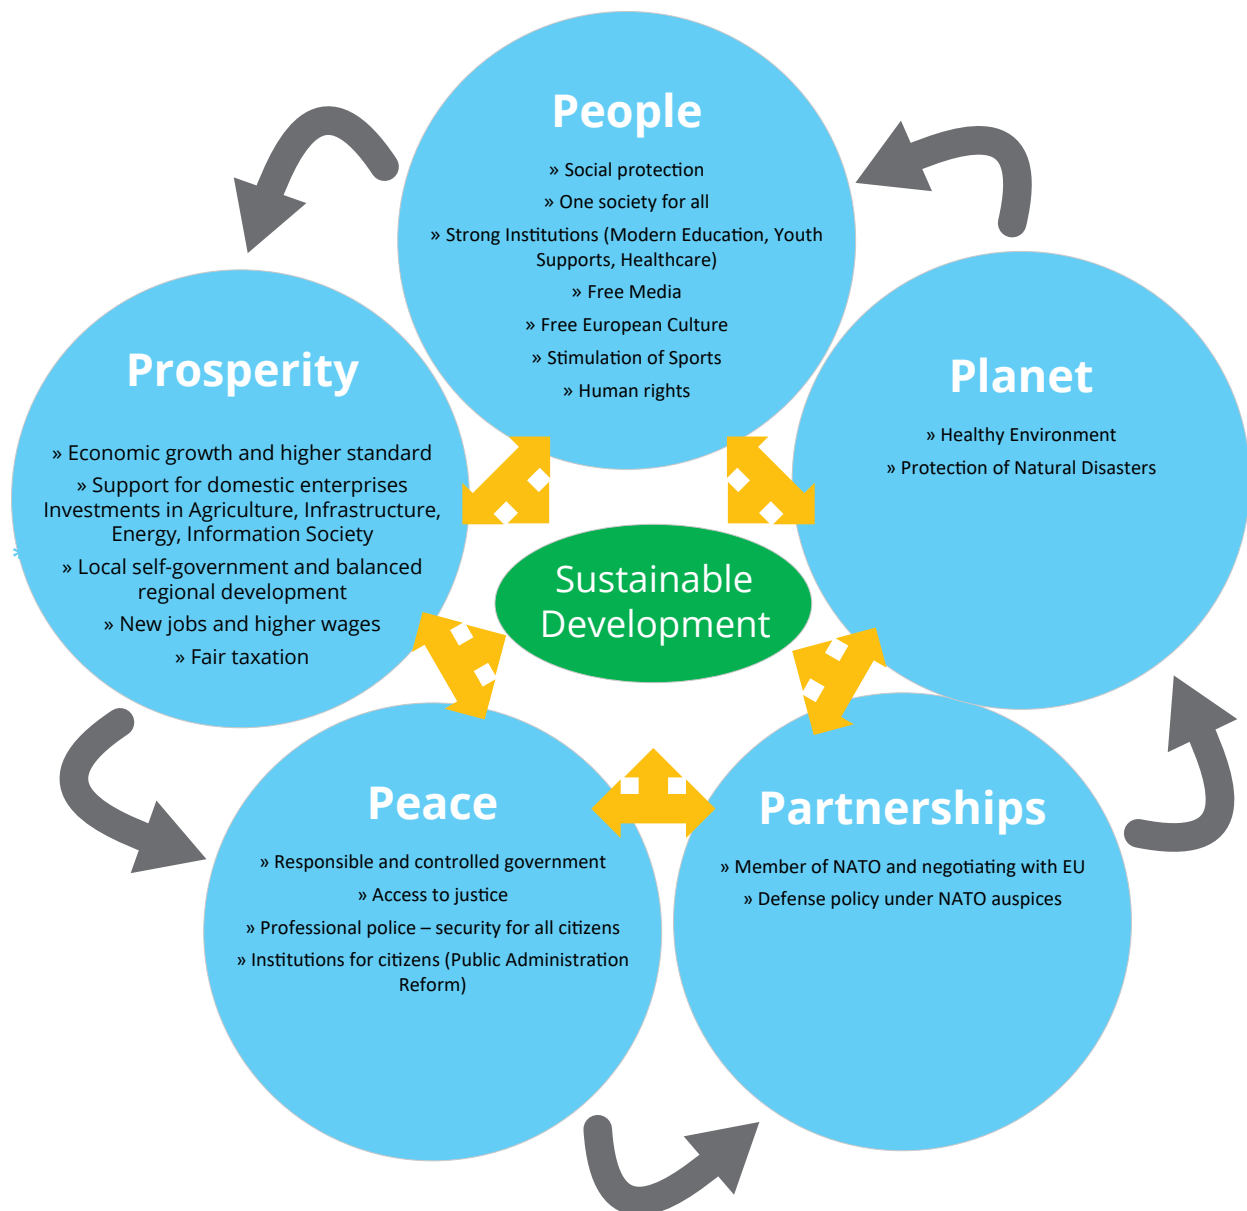 People
» Social protection
» One society for all
» Strong Institutions (Modern Education, Youth
Supports, Healthcare)
» Free Media
» Free European Culture
» Stimulation of Sports
» Human rights
Prosperity
» Economic growth and higher standard
» Support for domestic enterprises
Investments in Agriculture, Infrastructure,
Energy, Information Society
» Local self-government and balanced
regional development
» New jobs and higher wages
» Fair taxation
Planet
» Healthy Environment
» Protection of Natural Disasters
Sustainable
Development
Peace
» Responsible and controlled government
» Access to justice
» Professional police – security for all citizens
» Institutions for citizens (Public Administration
Reform)
Partnerships
» Member of NATO and negotiating with EU
» Defense policy under NATO auspices